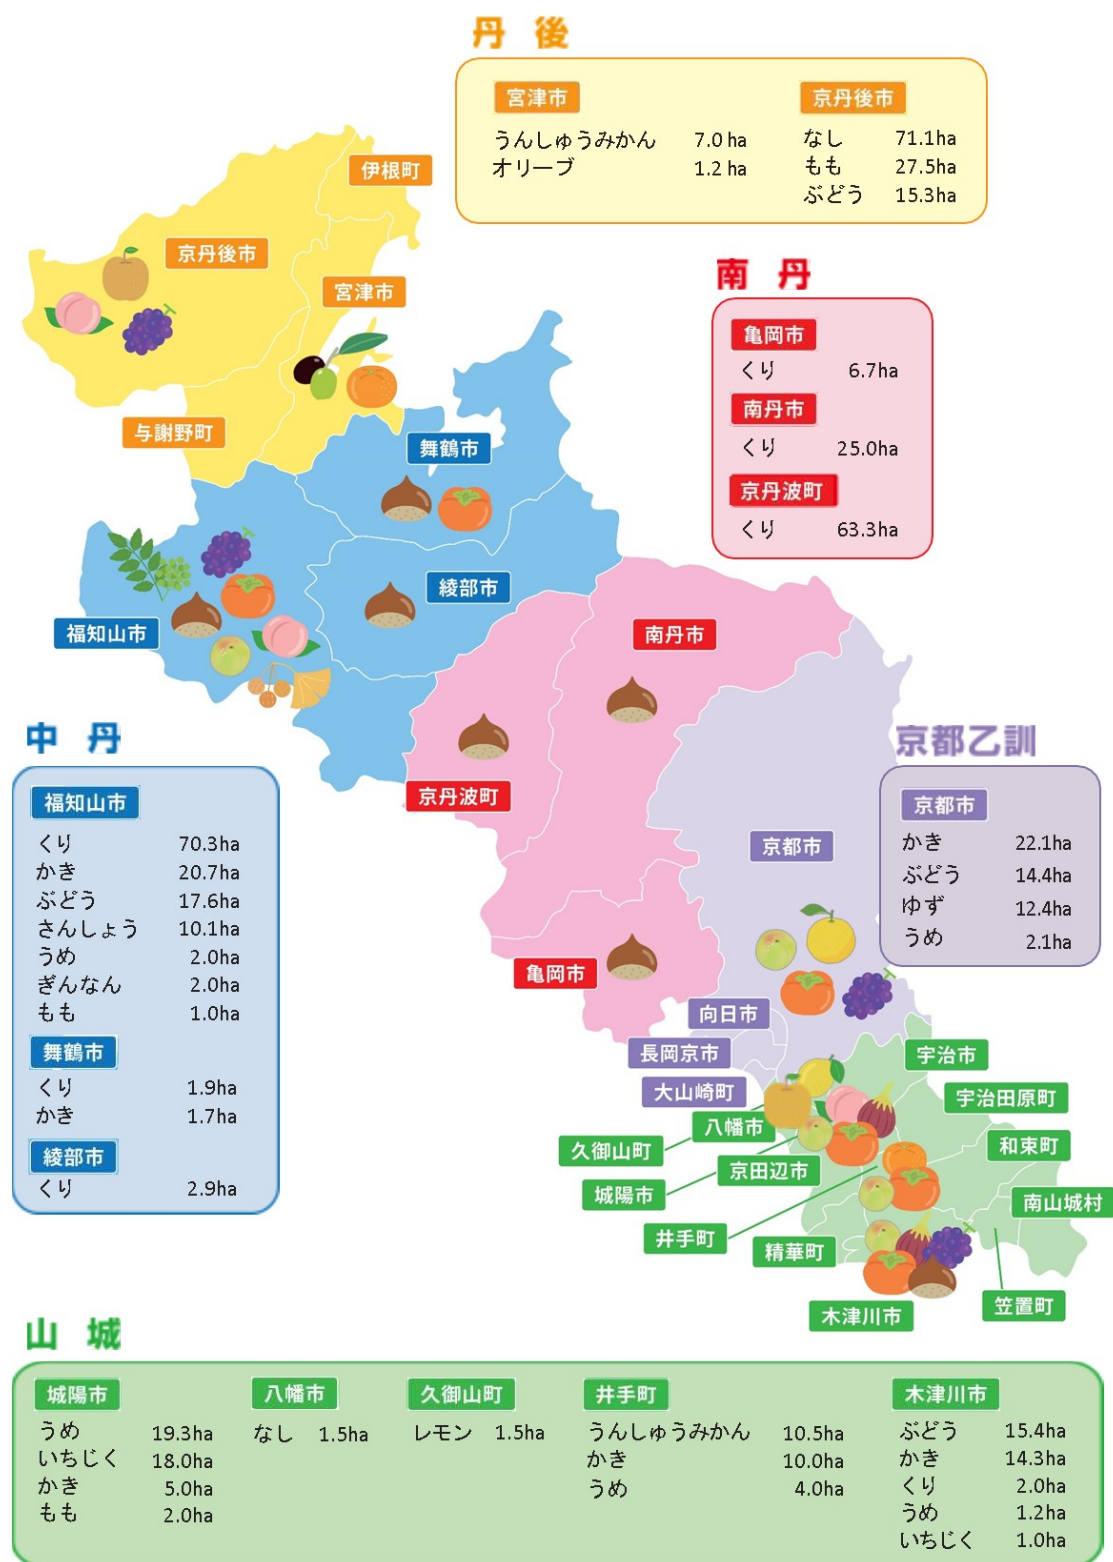 丹 後
宮津市
うんしゅうみかん 7.0 ha
オリーブ 1.2 ha
京丹後市
なし 71.1ha
もも 27.5ha
ぶどう 15.3ha
伊根町
京丹後市
宮津市
与謝野町
南 丹
亀岡市
くり 6.7ha
南丹市
くり 25.0ha
京丹波町
くり 63.3ha
舞鶴市
綾部市
福知山市
南丹市
京丹波町
亀岡市
中 丹
福知山市
くり 70.3ha
かき 20.7ha
ぶどう 17.6ha
さんしょう 10.1ha
うめ 2.0ha
ぎんなん 2.0ha
もも 1.0ha
舞鶴市
くり 1.9ha
かき 1.7ha
綾部市
くり 2.9ha
京都乙訓
京都市
かき 22.1ha
ぶどう 14.4ha
ゆず 12.4ha
うめ 2.1ha
京都市
向日市
長岡京市
大山崎町
宇治市
宇治田原町
八幡市
和束町
久御山町
京田辺市
城陽市
南山城村
井手町
精華町
笠置町
木津川市
山 城
城陽市
うめ 19.3ha
いちじく 18.0ha
かき 5.0ha
もも 2.0ha
八幡市
なし 1.5ha
久御山町
レモン 1.5ha
井手町
うんしゅうみかん 10.5ha
かき 10.0ha
うめ 4.0ha
木津川市
ぶどう 15.4ha
かき 14.3ha
くり 2.0ha
うめ 1.2ha
いちじく 1.0ha